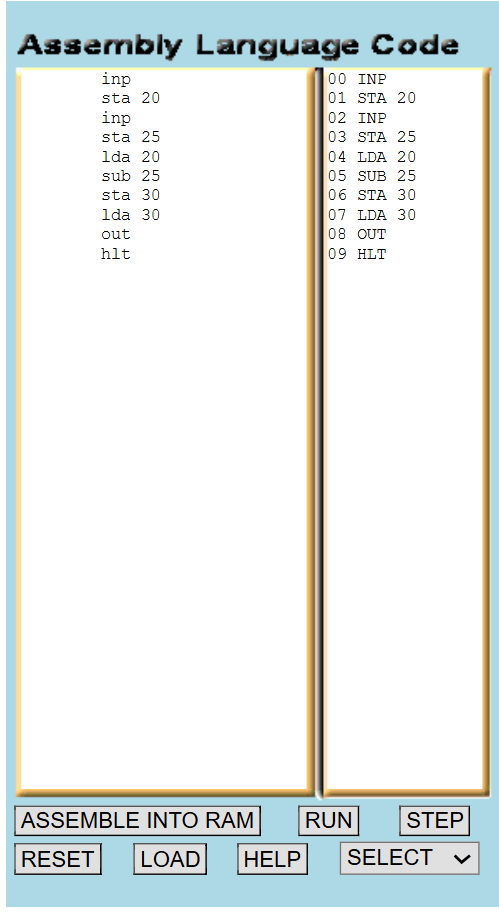 Assembly Language Code
inp
sta 20
inp
sta 25
lda 20
sub 25
sta 30
lda 30
out
hlt
00 INP
01 STA 20
02 INP
03 STA 25
04 LDA 20
05 SUB 25
06 STA 30
07 LDA 30
08 OUT
09 HLT
ASSEMBLE INTO RAM RUN STEP
RESET LOAD HELP SELECT